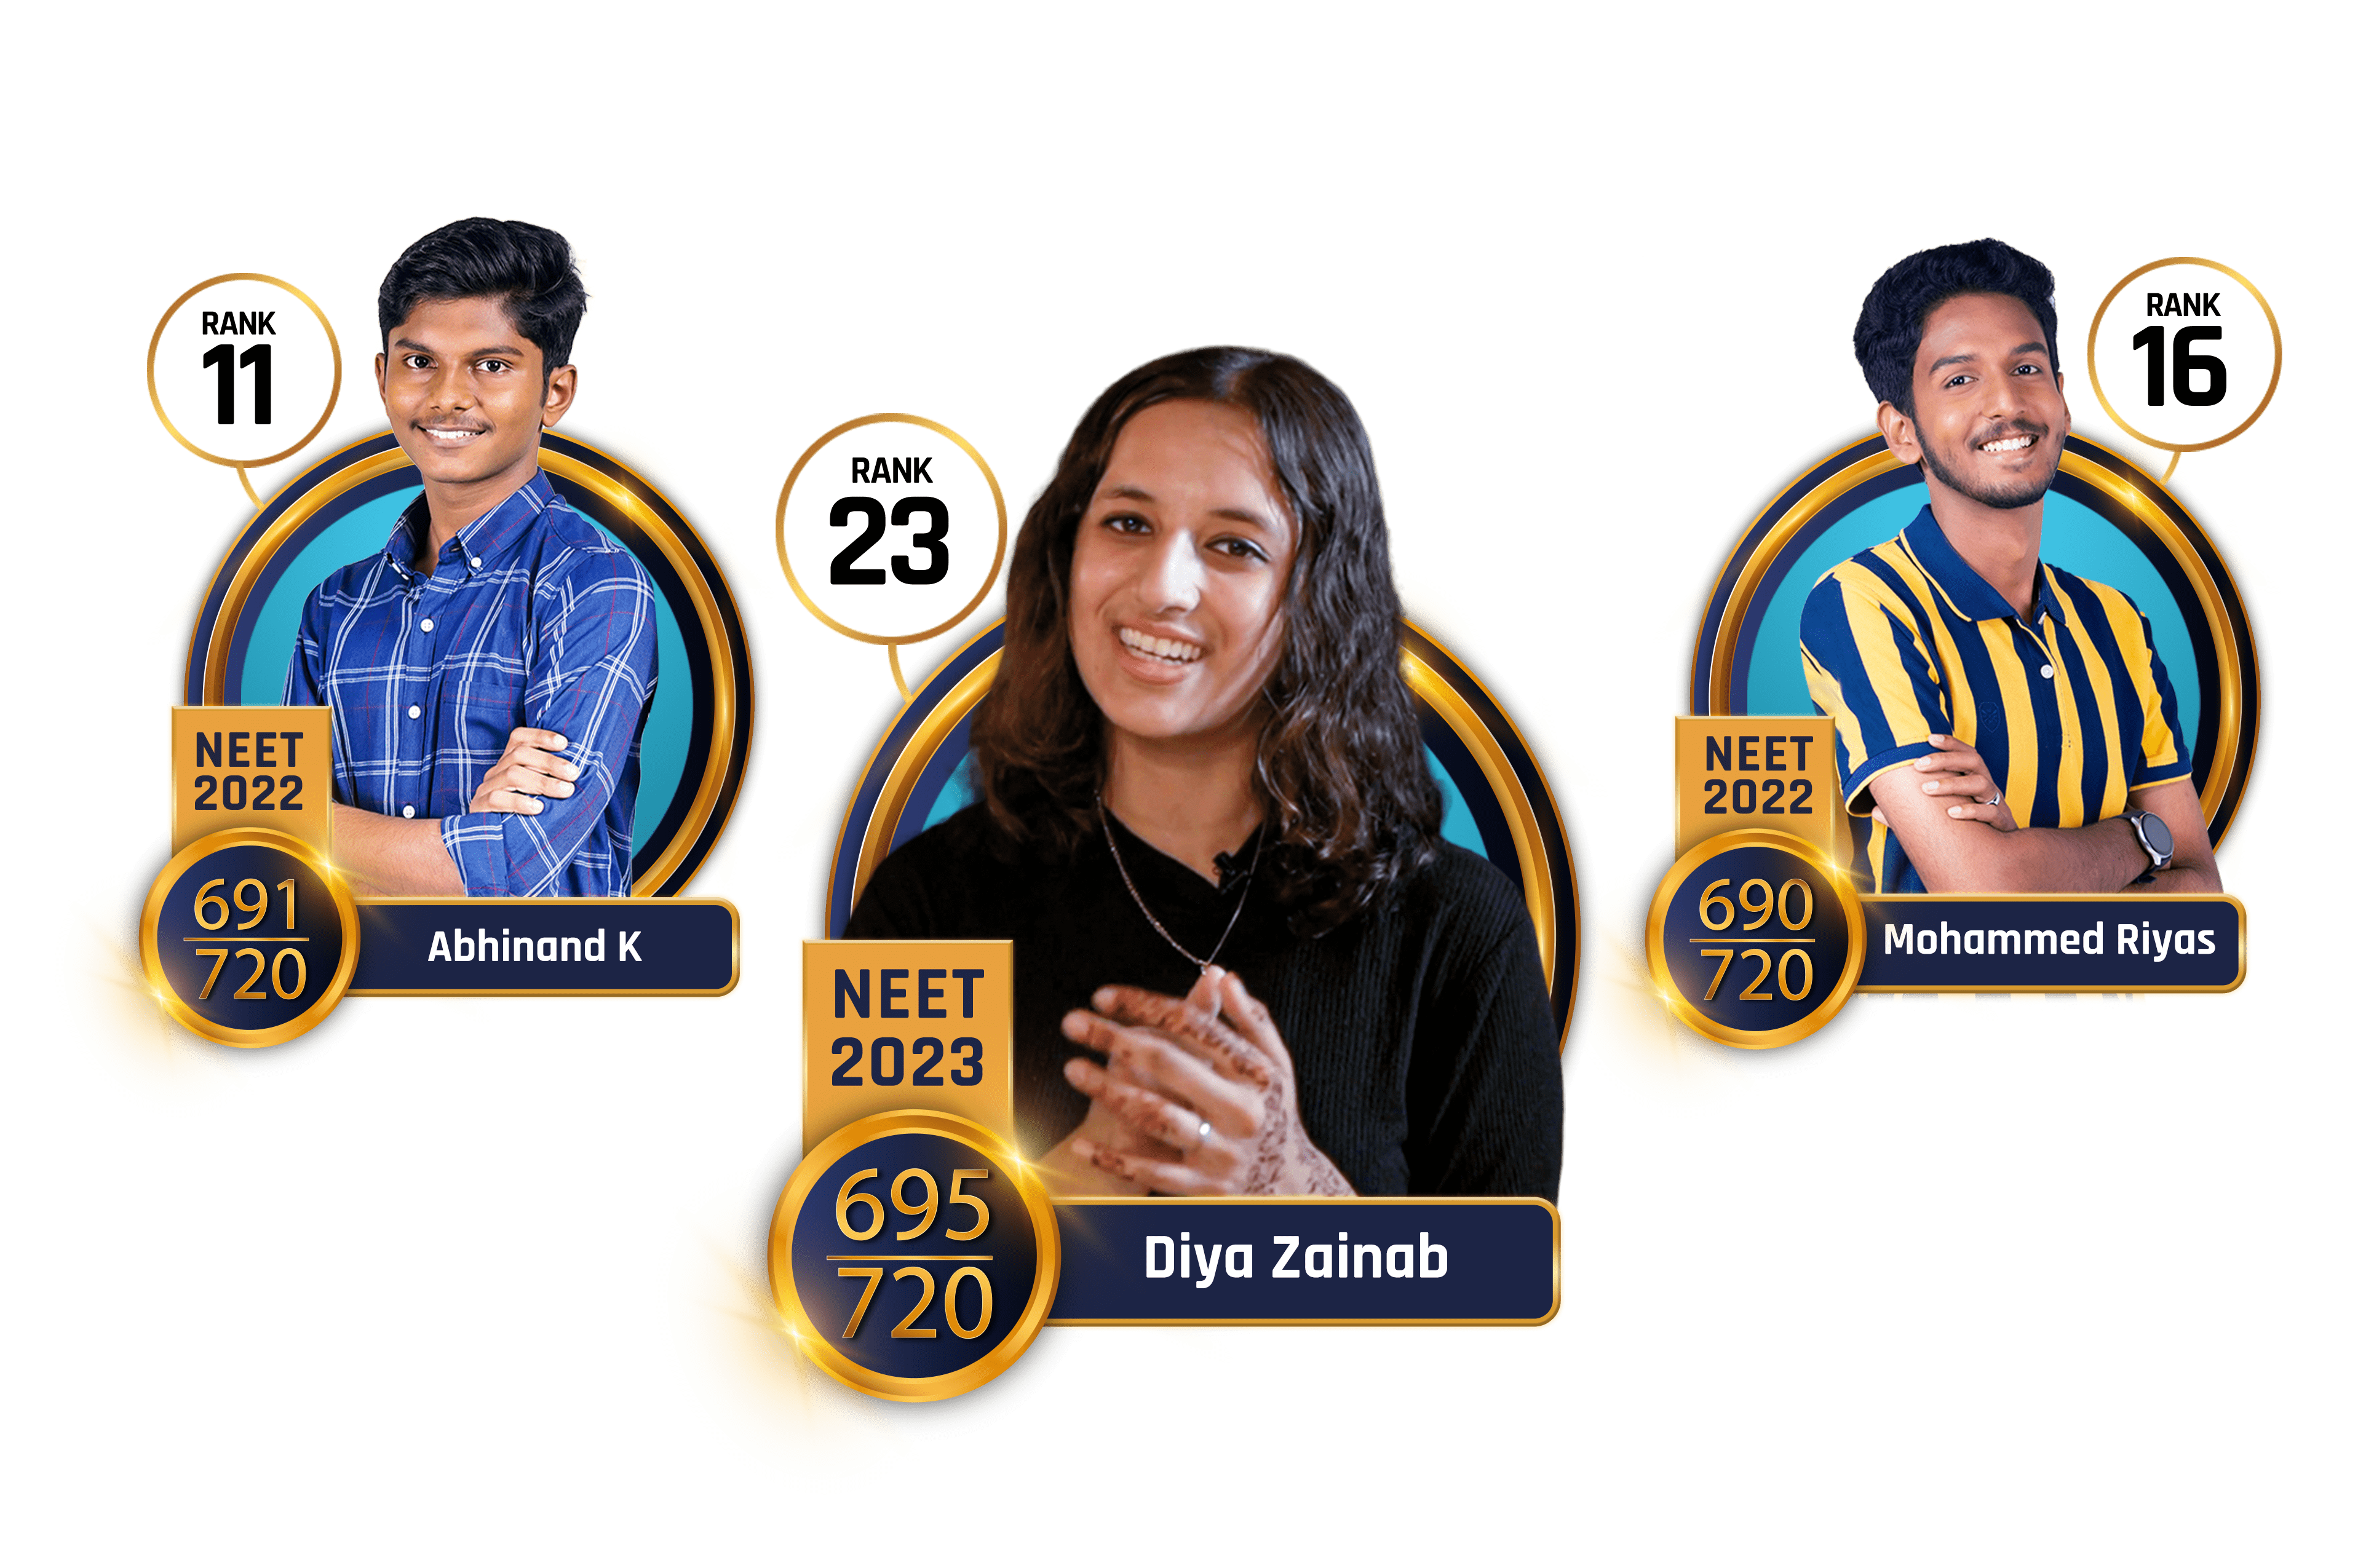 RANK
11
NEET
2022
691
720
Abhinand K
RANK
23
NEET
2023
695
720
Diya Zainab
RANK
16
NEET
2022
690
720
Mohammed Riyas